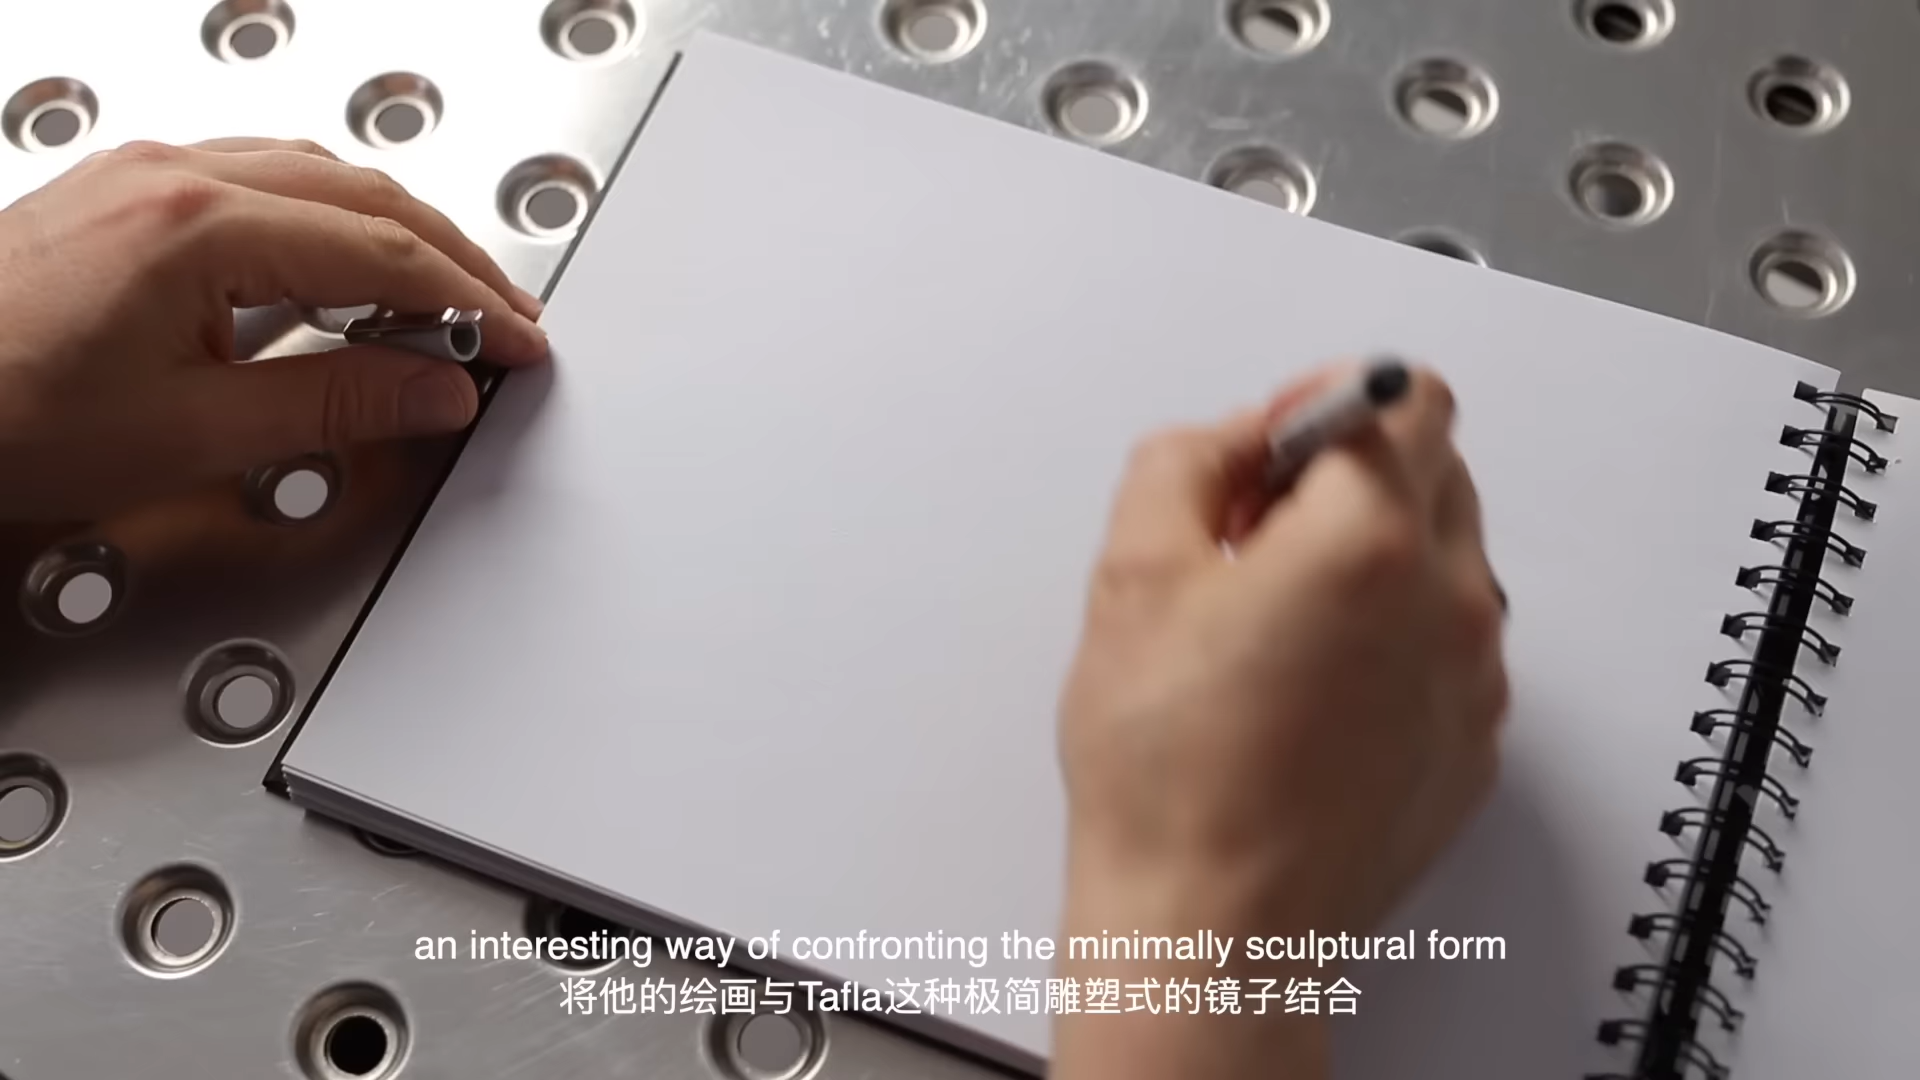 an interesting way of confronting the minimally sculptural form
将他的绘画与Tafla这种极简雕塑式的镜子结合